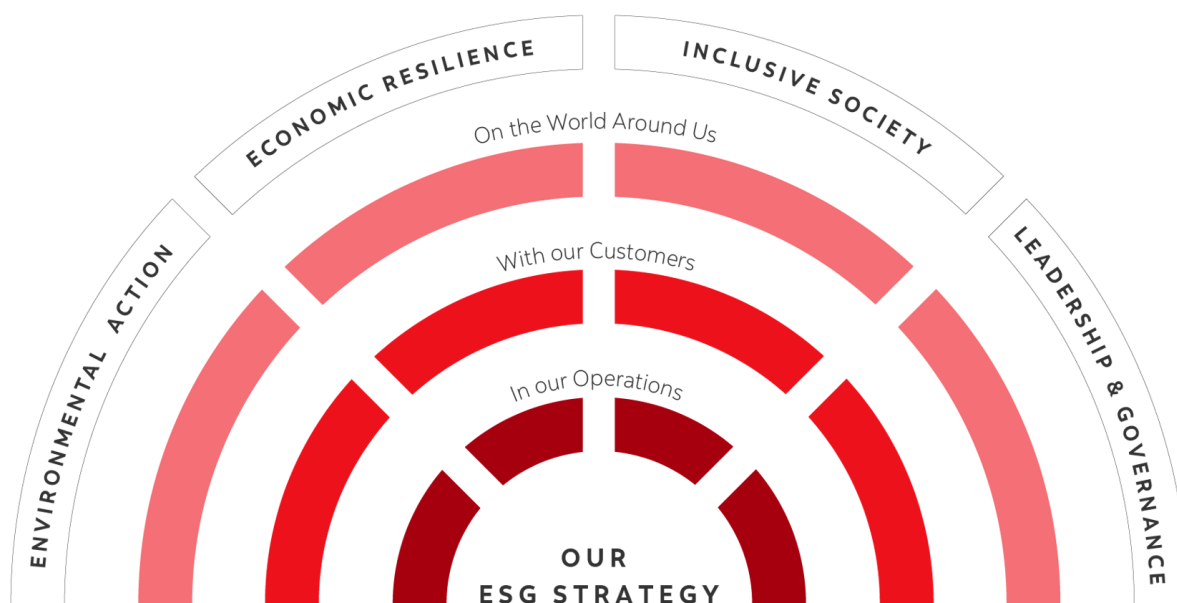 ENVIRONMENTAL ACTION
ECONOMIC RESILIENCE
INCLUSIVE SOCIETY
LEADERSHIP & GOVERNANCE
On the World Around Us
With our Customers
In our Operations
OUR
ESG STRATEGY